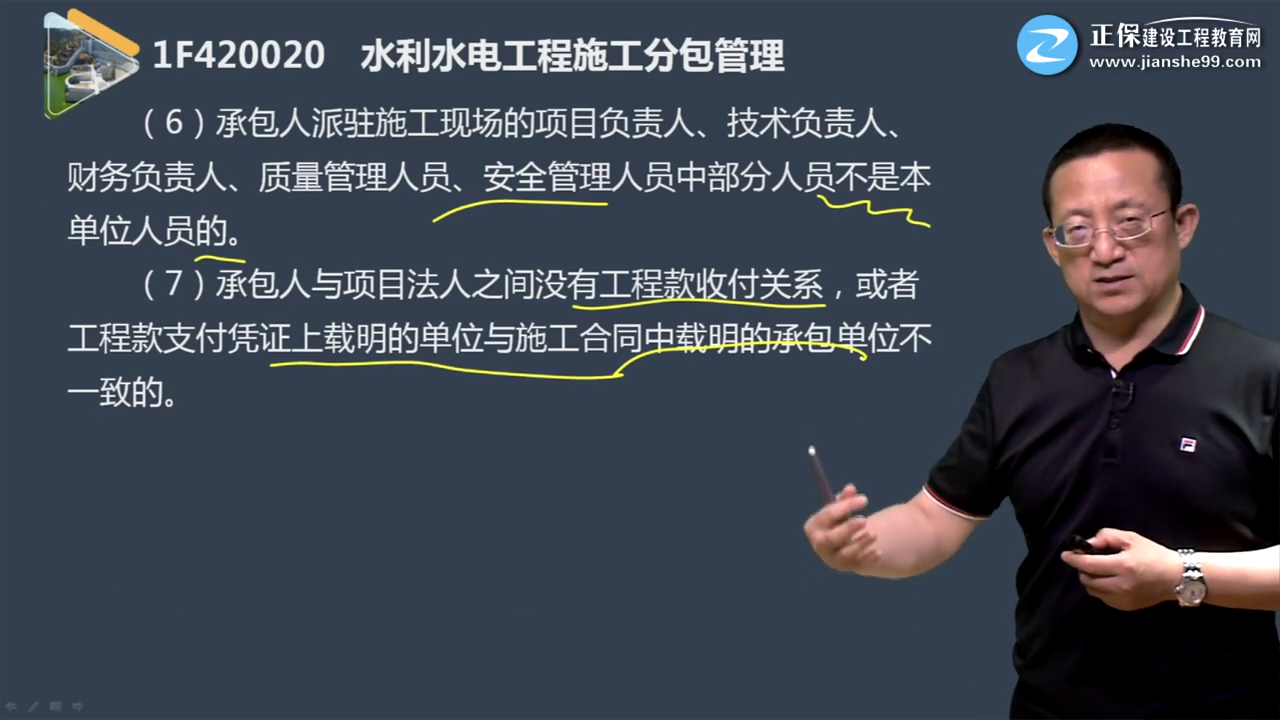 1F420020 水利水电工程施工分包管理
正保建设工程教育网
www.jianshe99.com
（6）承包人派驻施工现场的项目负责人、技术负责人、
财务负责人、质量管理人员、安全管理人员中部分人员不是本
单位人员的。
（7）承包人与项目法人之间没有工程款收付关系，或者
工程款支付凭证上载明的单位与施工合同中载明的承包单位不
一致的。